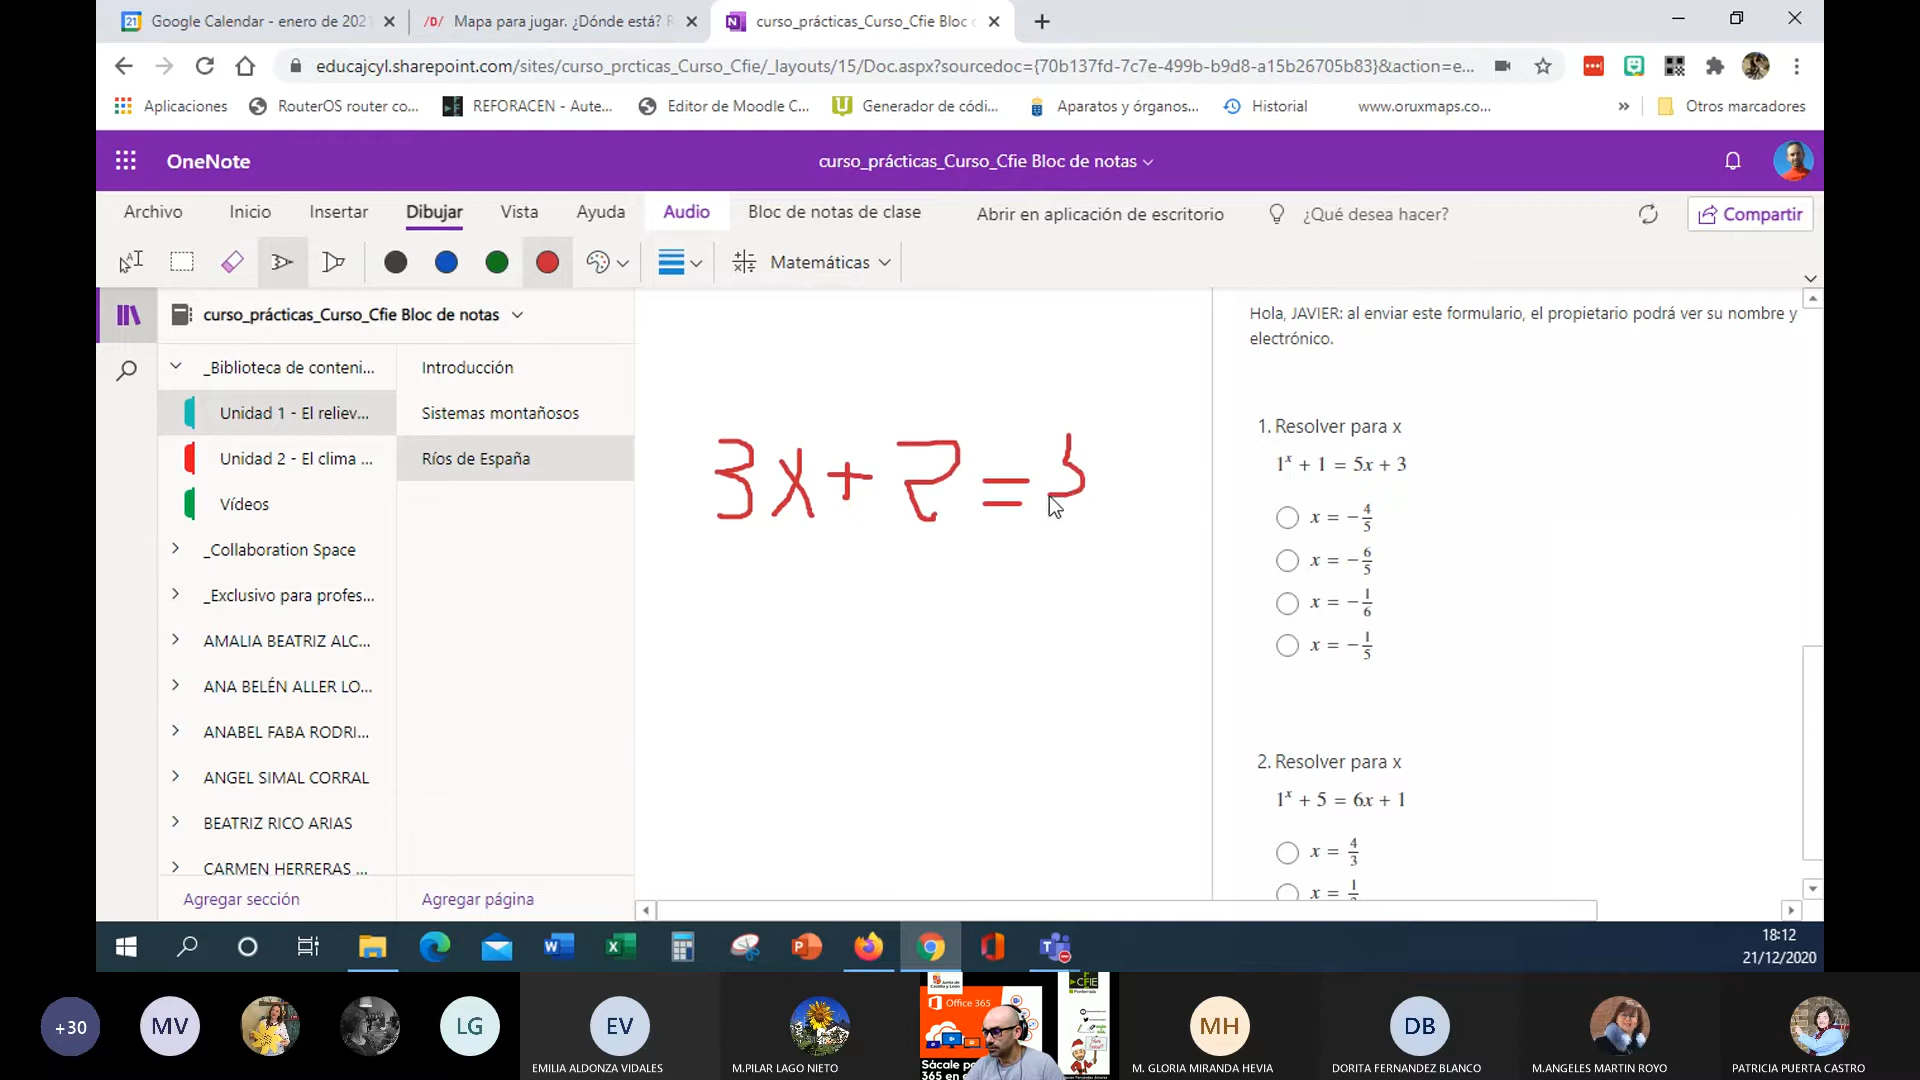 Google Calendar - enero de 202
Mapa para jugar. ¿Dónde está? R
curso_prácticas_Curso_Cfie Bloc d
educajcyl.sharepoint.com/sites/curso_prcticas_Curso_Cfie/_layouts/15/Doc.aspx?sourcedoc={70b137fd-7c7e-499b-b9d8-a15b26705b83}&action=e...
Aplicaciones RouterOS router co... REFORACEN - Aute... Editor de Moodle C... Generador de códi... Aparatos y órganos... Historial www.oruxmaps.co... » Otros marcadores
OneNote curso_prácticas_Curso_Cfie Bloc de notas
Archivo Inicio Insertar Dibujar Vista Ayuda Audio Bloc de notas de clase Abrir en aplicación de escritorio ¿Qué desea hacer? Compartir
Matemáticas
curso_prácticas_Curso_Cfie Bloc de notas
_Biblioteca de conteni...
Unidad 1 - El reliev...
Unidad 2 - El clima ...
Vídeos
_Collaboration Space
_Exclusivo para profes...
AMALIA BEATRIZ ALC...
ANA BELÉN ALLER LO...
ANABEL FABA RODRI...
ANGEL SIMAL CORRAL
BEATRIZ RICO ARIAS
CARMEN HERRERAS ...
Agregar sección
Introducción
Sistemas montañosos
Ríos de España
Agregar página
3x+2=
Hola, JAVIER: al enviar este formulario, el propietario podrá ver su nombre y
electrónico.
1. Resolver para x
1^x + 1 = 5x + 3
x = -4/5
x = -6/5
x = -1/6
x = -1/5
2. Resolver para x
1^x + 5 = 6x + 1
x = 4/3
18:12
21/12/2020
+30 MV LG EV MH DB
Office 365
CFIE
Sácale pa
365 en e
EMILIA ALDONZA VIDALES
M.PILAR LAGO NIETO
M. GLORIA MIRANDA HEVIA
DORITA FERNANDEZ BLANCO
M.ANGELES MARTIN ROYO
PATRICIA PUERTA CASTRO